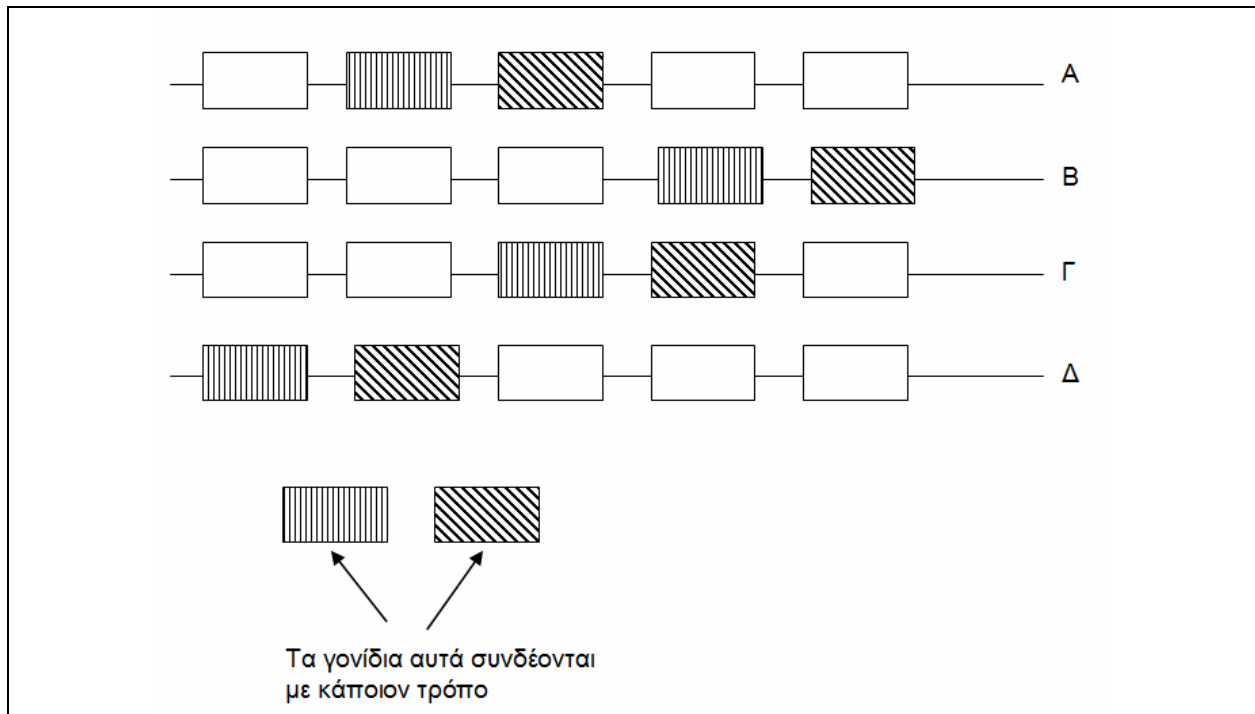 Α
Β
Γ
Δ
Τα γονίδια αυτά συνδέονται
με κάποιον τρόπο